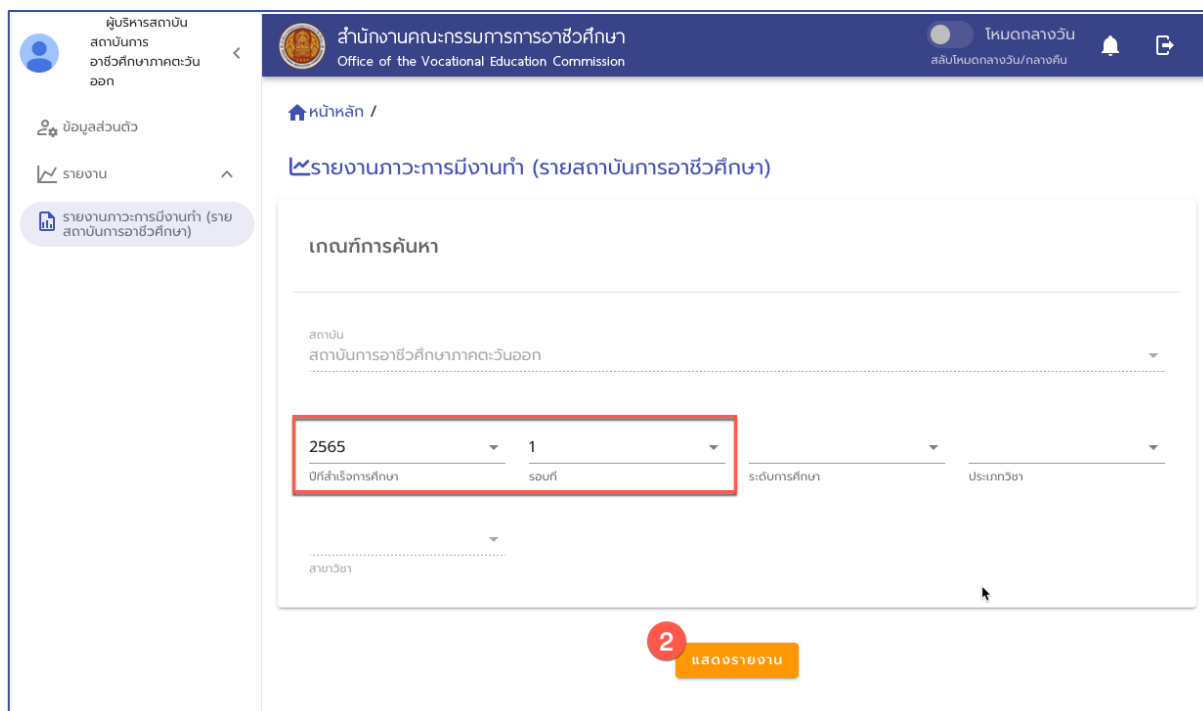 ผู้บริหารสถาบัน
สถาบันการ
อาชีวศึกษาภาคตะวัน
ออก
ข้อมูลส่วนตัว
รายงาน
รายงานภาวะการมีงานทำ (ราย
สถาบันการอาชีวศึกษา)
สำนักงานคณะกรรมการการอาชีวศึกษา
Office of the Vocational Education Commission
โหมดกลางวัน
สลับโหมดกลางวัน/กลางคืน
หน้าหลัก /
รายงานภาวะการมีงานทำ (รายสถาบันการอาชีวศึกษา)
เกณฑ์การค้นหา
สถาบัน
สถาบันการอาชีวศึกษาภาคตะวันออก
2565 1
ปีที่สำเร็จการศึกษา รอบที่ ระดับการศึกษา ประเภทวิชา
สาขาวิชา
2
แสดงรายงาน